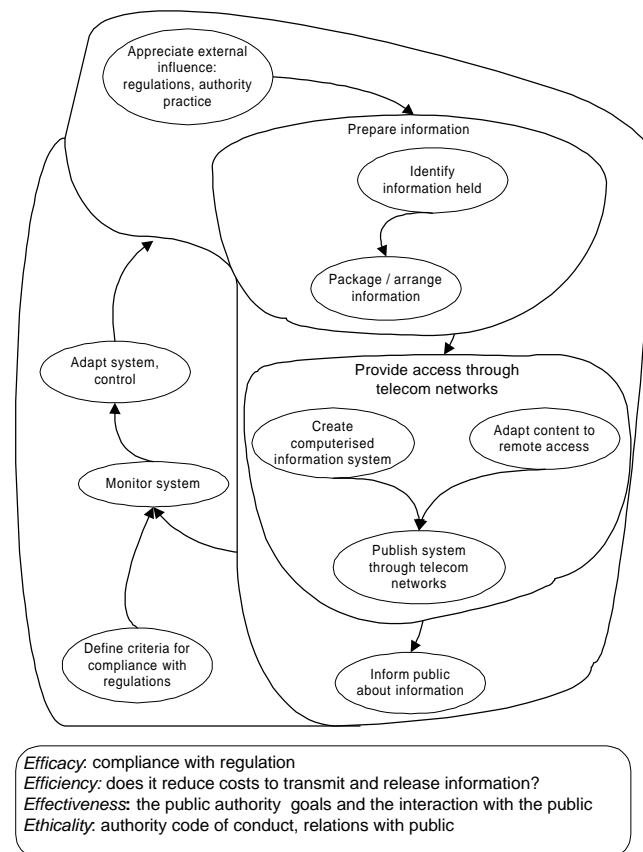 Appreciate external
influence:
regulations, authority
practice
Prepare information
Identify
information held
Package / arrange
information
Adapt system,
control
Provide access through
telecom networks
Create
computerised
information system
Adapt content to
remote access
Monitor system
Publish system
through telecom
networks
Define criteria for
compliance with
regulations
Inform public
about information
Efficacy: compliance with regulation
Efficiency: does it reduce costs to transmit and release information?
Effectiveness: the public authority goals and the interaction with the public
Ethicality: authority code of conduct, relations with public